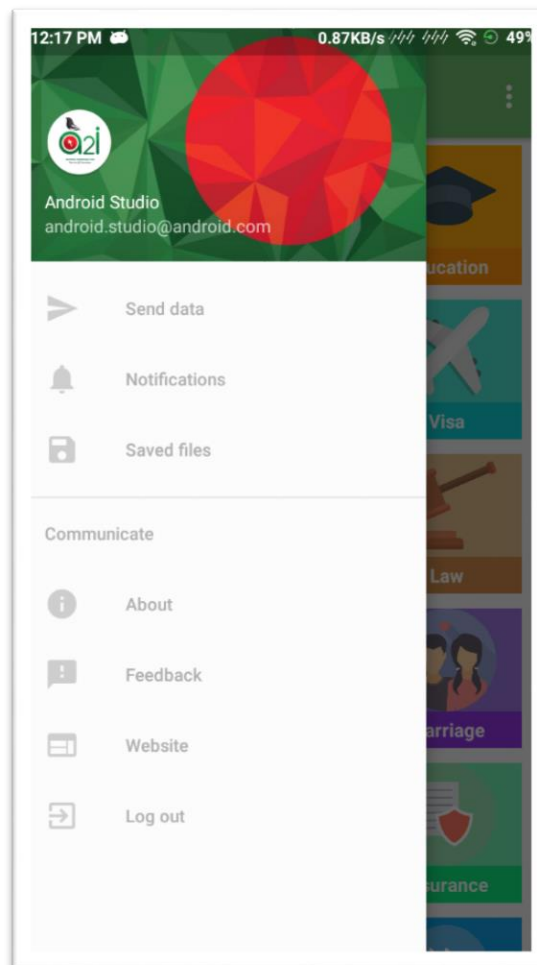 12:17 PM 0.87KB/s 49%
a2i
Android Studio
android.studio@android.com
ucation
Send data
Notifications
Visa
Saved files
Communicate
Law
About
Feedback
arriage
Website
Log out
surance